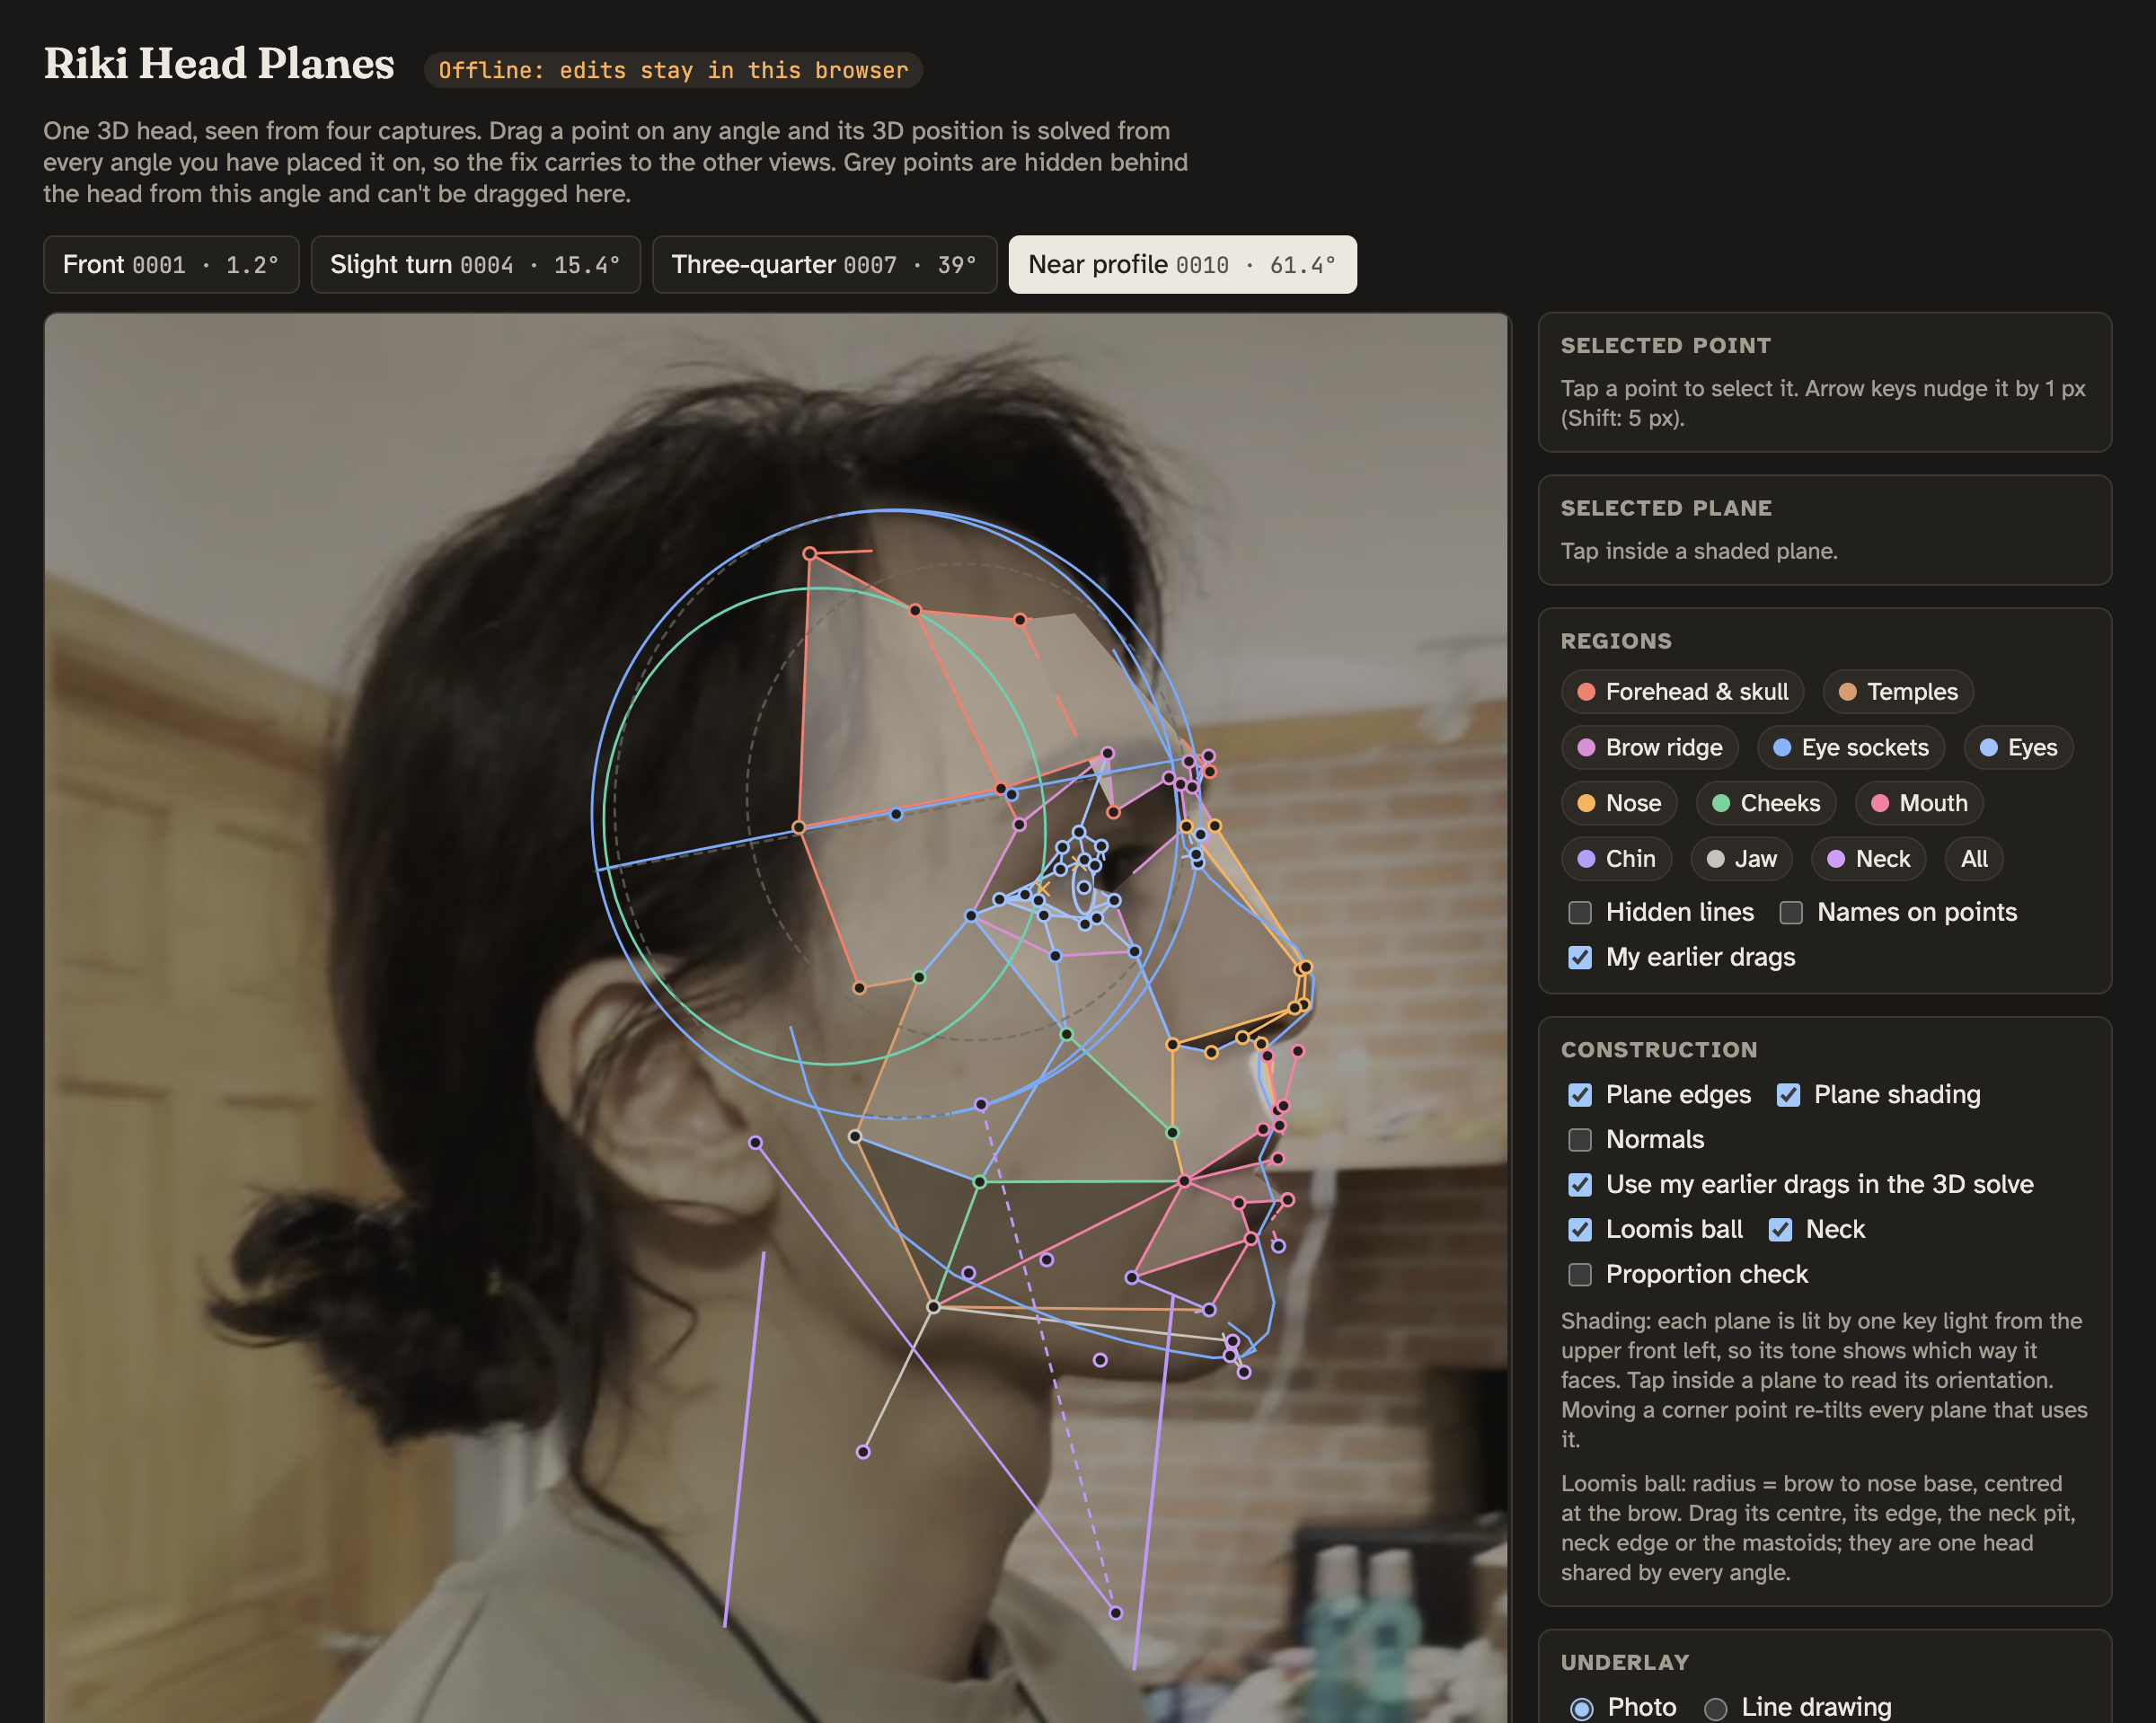 Riki Head Planes
Offline: edits stay in this browser
One 3D head, seen from four captures. Drag a point on any angle and its 3D position is solved from
every angle you have placed it on, so the fix carries to the other views. Grey points are hidden behind
the head from this angle and can't be dragged here.
Front 0001 · 1.2°
Slight turn 0004 · 15.4°
Three-quarter 0007 · 39°
Near profile 0010 · 61.4°
SELECTED POINT
Tap a point to select it. Arrow keys nudge it by 1 px
(Shift: 5 px).
SELECTED PLANE
Tap inside a shaded plane.
REGIONS
Forehead & skull
Temples
Brow ridge
Eye sockets
Eyes
Nose
Cheeks
Mouth
Chin
Jaw
Neck
All
Hidden lines
Names on points
My earlier drags
CONSTRUCTION
Plane edges
Plane shading
Normals
Use my earlier drags in the 3D solve
Loomis ball
Neck
Proportion check
Shading: each plane is lit by one key light from the
upper front left, so its tone shows which way it
faces. Tap inside a plane to read its orientation.
Moving a corner point re-tilts every plane that uses
it.
Loomis ball: radius = brow to nose base, centred
at the brow. Drag its centre, its edge, the neck pit,
neck edge or the mastoids; they are one head
shared by every angle.
UNDERLAY
Photo
Line drawing